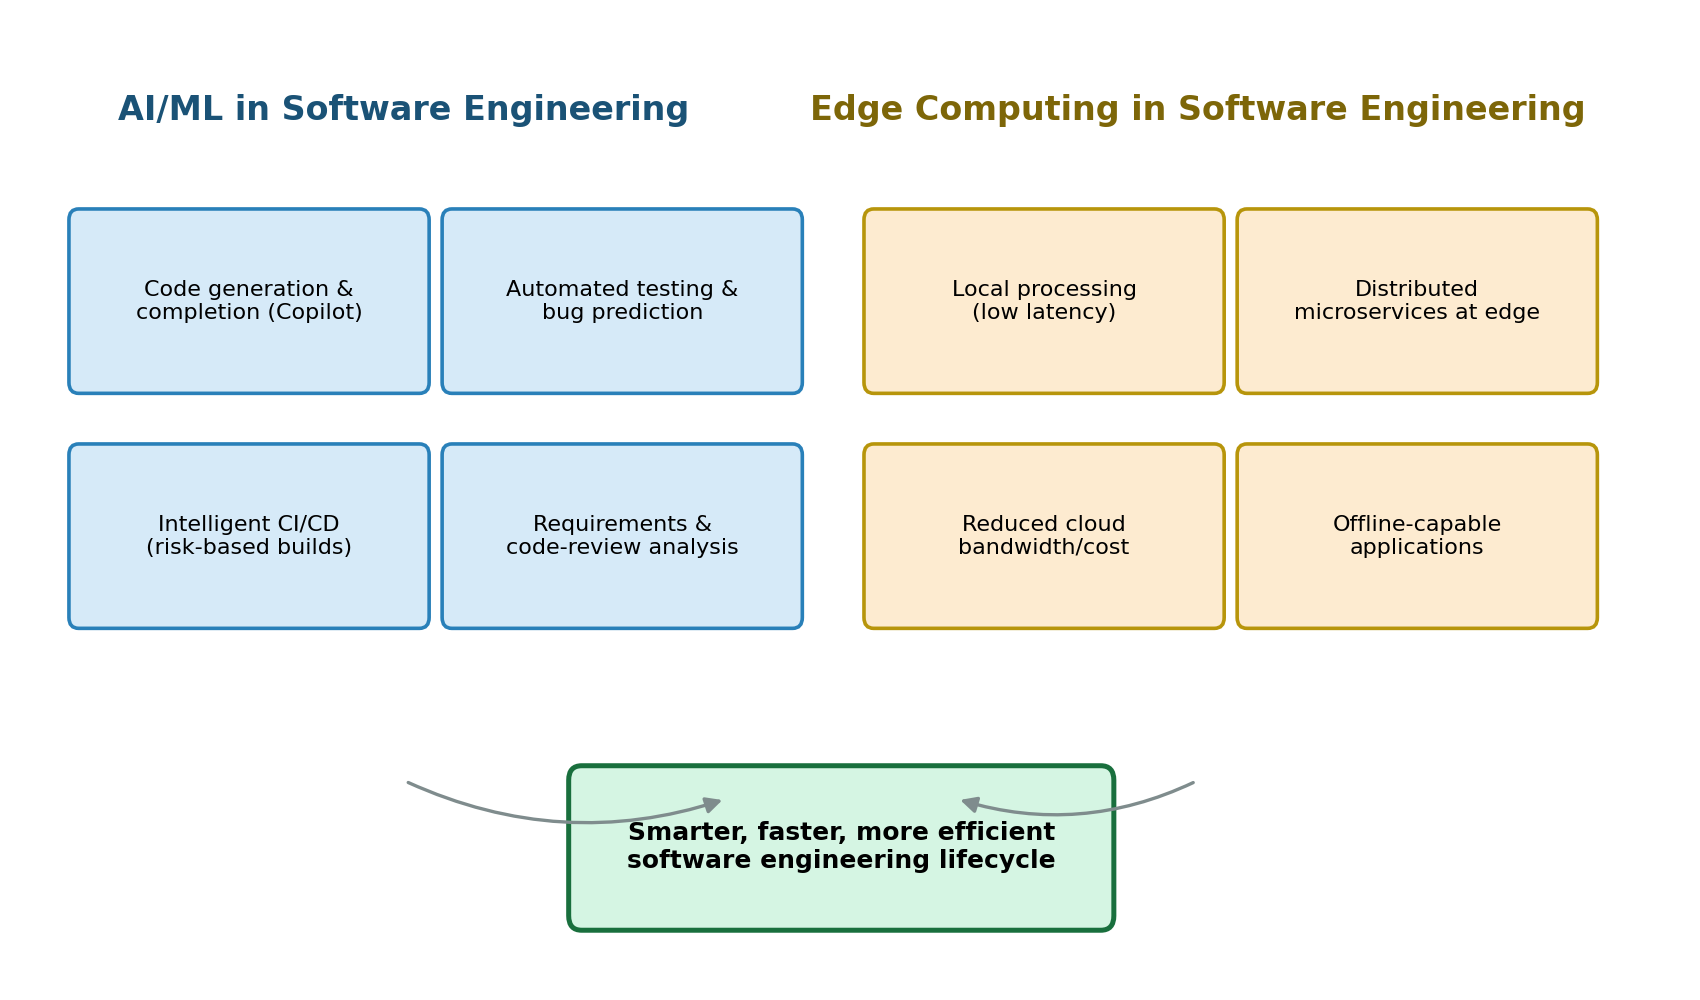 AI/ML in Software Engineering
Edge Computing in Software Engineering
Code generation &
completion (Copilot)
Automated testing &
bug prediction
Local processing
(low latency)
Distributed
microservices at edge
Intelligent CI/CD
(risk-based builds)
Requirements &
code-review analysis
Reduced cloud
bandwidth/cost
Offline-capable
applications
Smarter, faster, more efficient
software engineering lifecycle